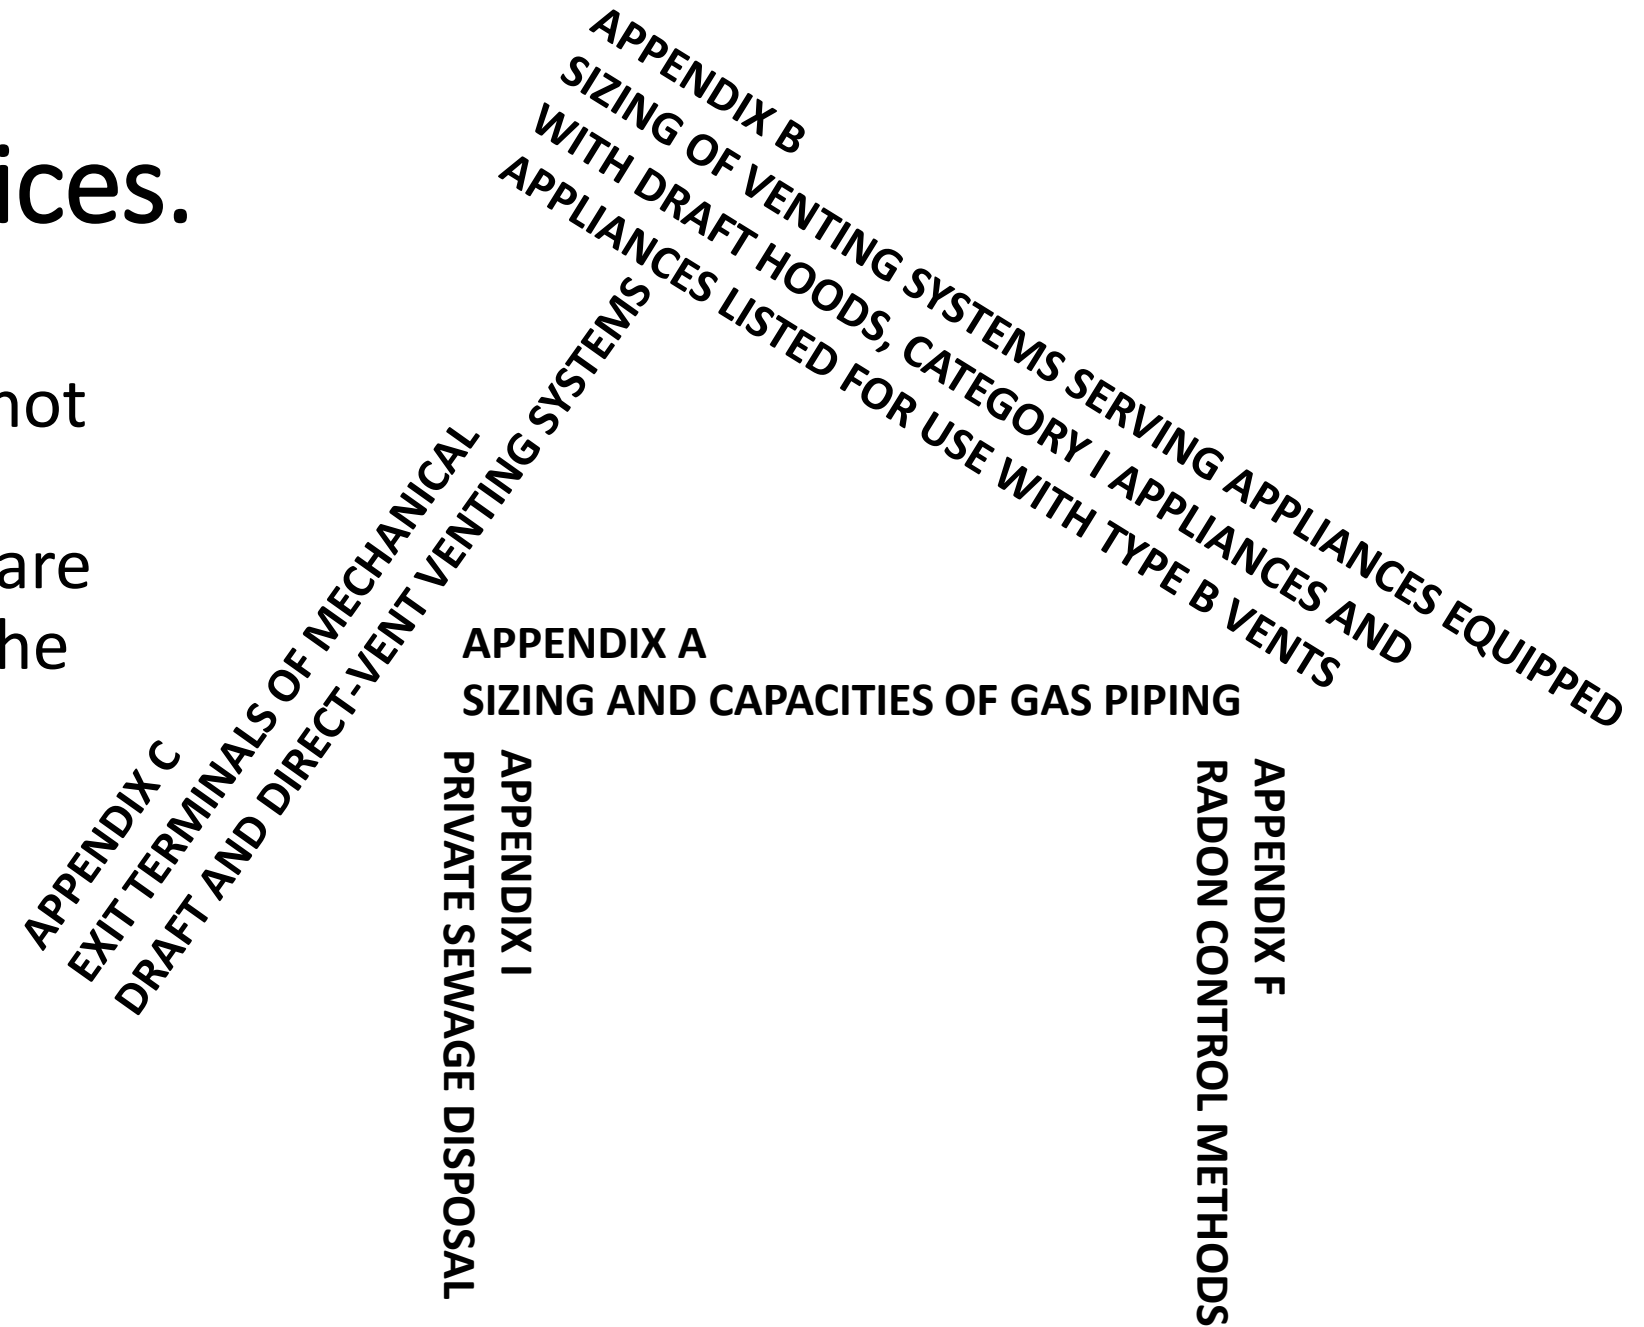 ices.
not
are
he
APPENDIX B
SIZING OF VENTING SYSTEMS SERVING APPLIANCES EQUIPPED
WITH DRAFT HOODS, CATEGORY I APPLIANCES AND
APPLIANCES LISTED FOR USE WITH TYPE B VENTS
APPENDIX C
EXIT TERMINALS OF MECHANICAL
DRAFT AND DIRECT-VENT VENTING SYSTEMS
APPENDIX A
SIZING AND CAPACITIES OF GAS PIPING
APPENDIX I
PRIVATE SEWAGE DISPOSAL
APPENDIX F
RADON CONTROL METHODS